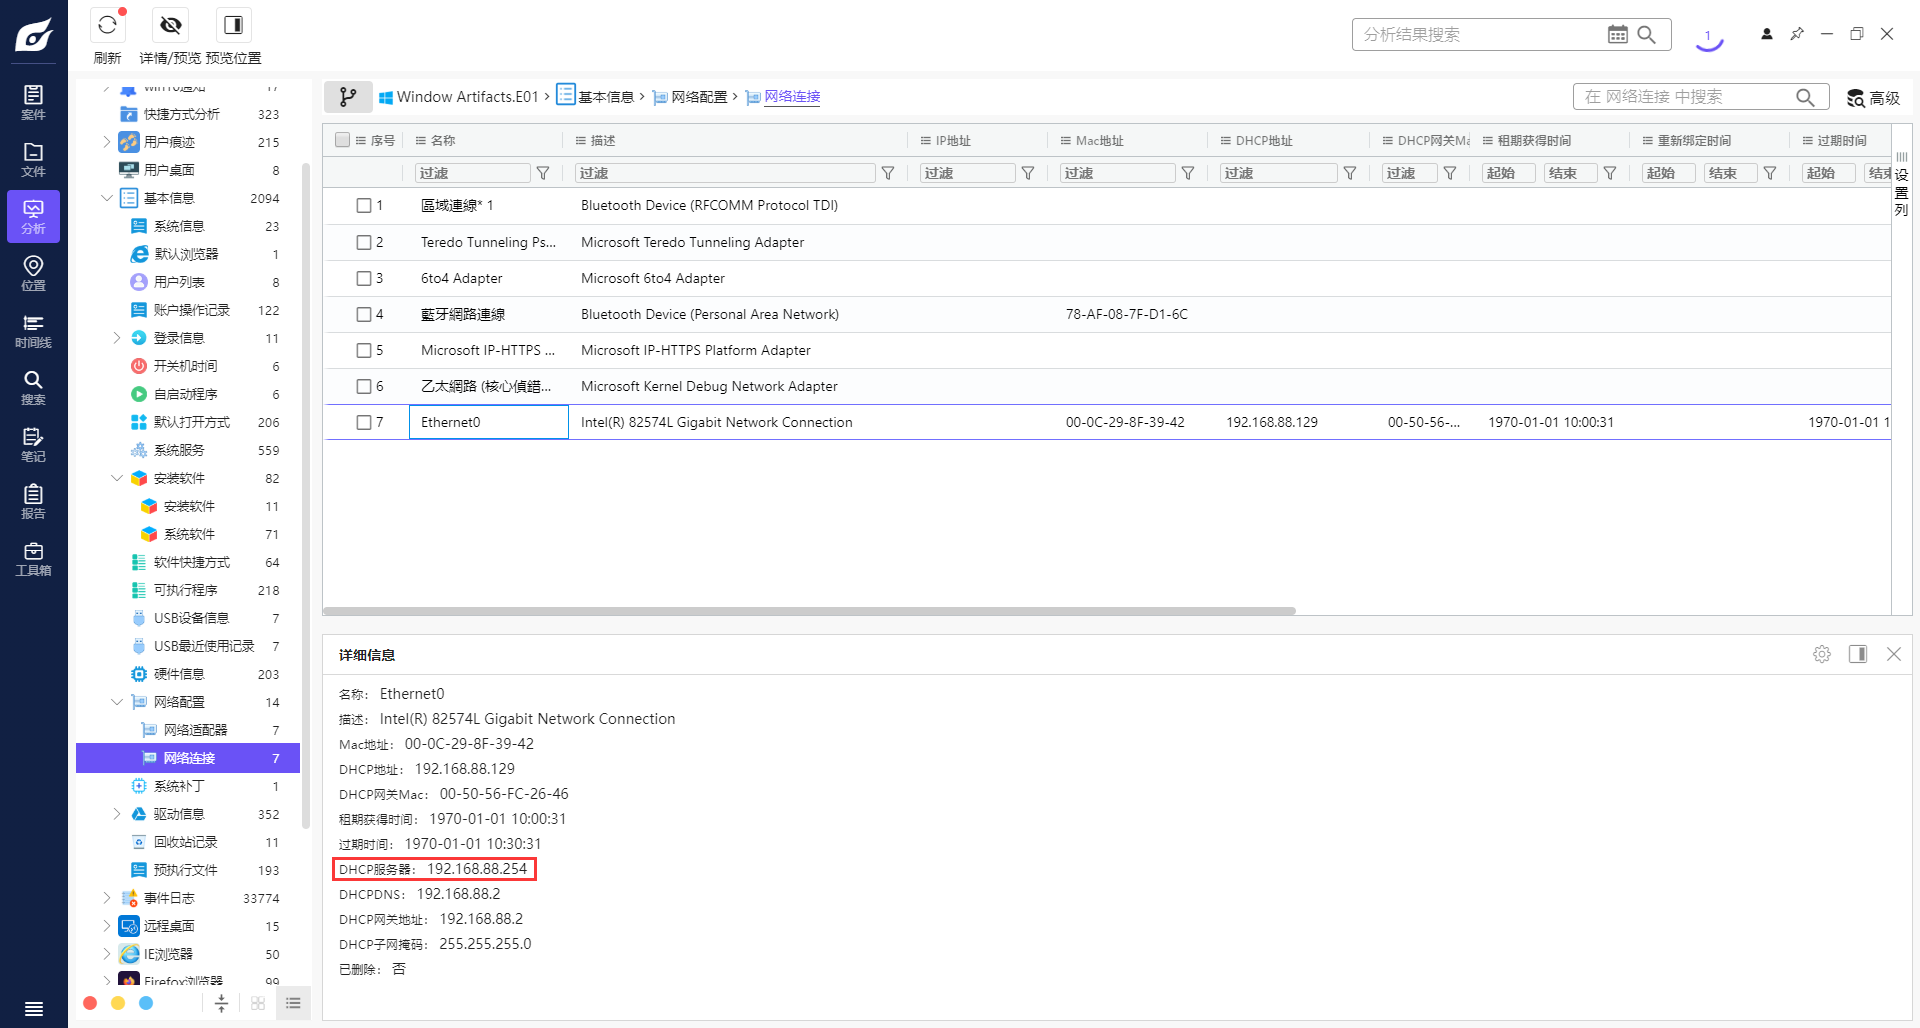 刷新
详情/预览
预览位置
分析结果搜索
1
案件
文件
分析
位置
时间线
搜索
笔记
报告
工具箱
win10通知 17
快捷方式分析 323
用户痕迹 215
用户桌面 8
基本信息 2094
系统信息 23
默认浏览器 1
用户列表 8
账户操作记录 122
登录信息 11
开关机时间 6
自启动程序 6
默认打开方式 206
系统服务 559
安装软件 82
安装软件 11
系统软件 71
软件快捷方式 64
可执行程序 218
USB设备信息 7
USB最近使用记录 7
硬件信息 203
网络配置 14
网络适配器 7
网络连接 7
系统补丁 1
驱动信息 352
回收站记录 11
预执行文件 193
事件日志 33774
远程桌面 15
IE浏览器 50
Firefox浏览器 99
Window Artifacts.E01 › 基本信息 › 网络配置 › 网络连接
在 网络连接 中搜索
高级
序号 名称 描述 IP地址 Mac地址 DHCP地址 DHCP网关Ma 租期获得时间 重新绑定时间 过期时间
过滤 过滤 过滤 过滤 过滤 过滤 起始 结束 起始 结束 起始 结束
设置列
1 區域連線* 1 Bluetooth Device (RFCOMM Protocol TDI)
2 Teredo Tunneling Ps... Microsoft Teredo Tunneling Adapter
3 6to4 Adapter Microsoft 6to4 Adapter
4 藍牙網路連線 Bluetooth Device (Personal Area Network) 78-AF-08-7F-D1-6C
5 Microsoft IP-HTTPS ... Microsoft IP-HTTPS Platform Adapter
6 乙太網路 (核心偵錯... Microsoft Kernel Debug Network Adapter
7 Ethernet0 Intel(R) 82574L Gigabit Network Connection 00-0C-29-8F-39-42 192.168.88.129 00-50-56-... 1970-01-01 10:00:31 1970-01-01 1
详细信息
名称: Ethernet0
描述: Intel(R) 82574L Gigabit Network Connection
Mac地址: 00-0C-29-8F-39-42
DHCP地址: 192.168.88.129
DHCP网关Mac: 00-50-56-FC-26-46
租期获得时间: 1970-01-01 10:00:31
过期时间: 1970-01-01 10:30:31
DHCP服务器: 192.168.88.254
DHCPDNS: 192.168.88.2
DHCP网关地址: 192.168.88.2
DHCP子网掩码: 255.255.255.0
已删除: 否